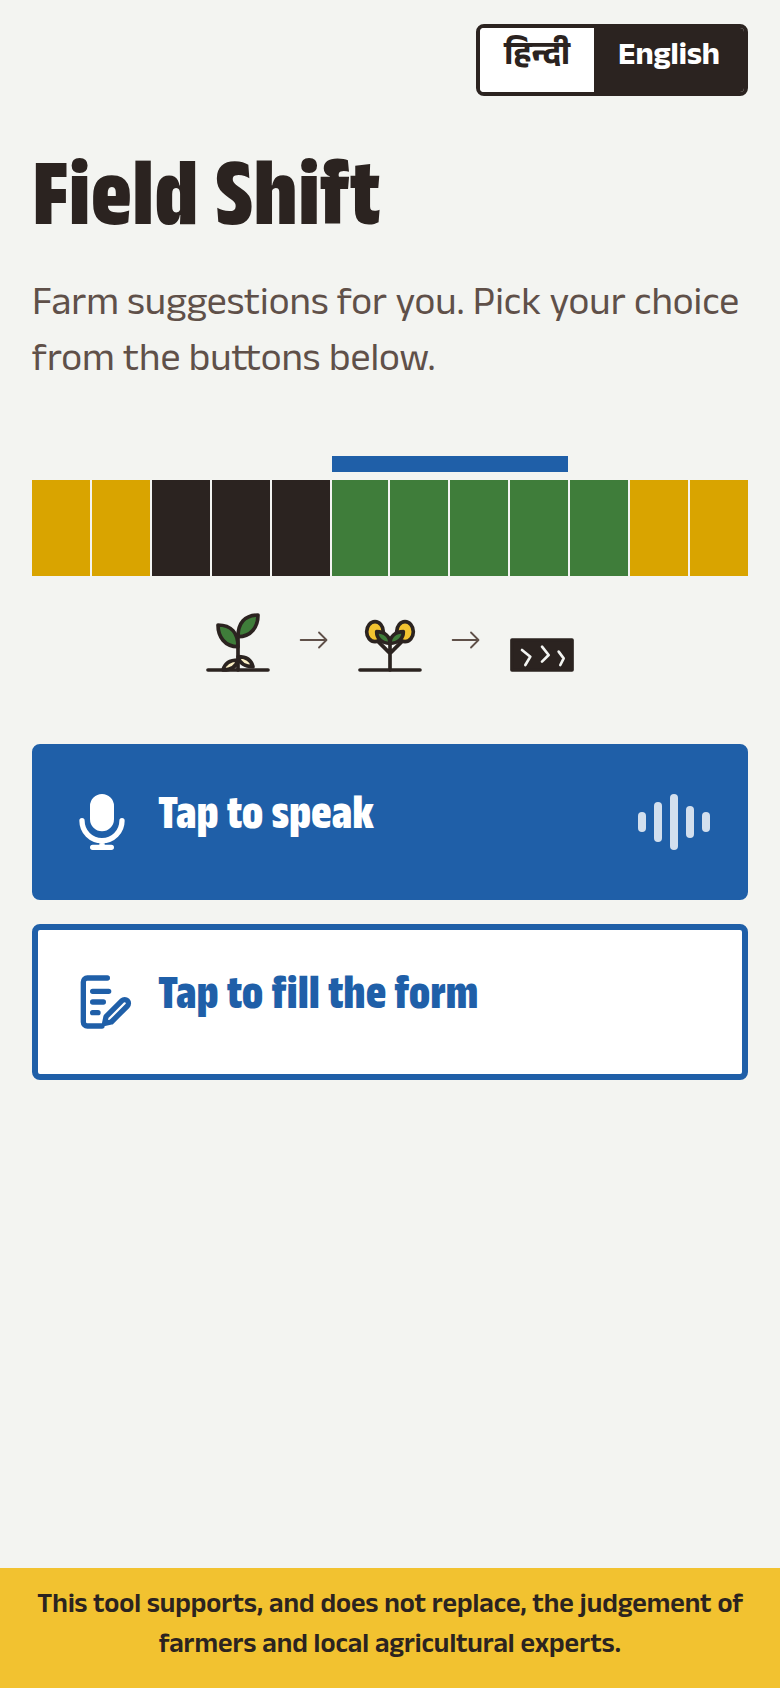 हिन्दी English
Field Shift
Farm suggestions for you. Pick your choice
from the buttons below.
Tap to speak
Tap to fill the form
This tool supports, and does not replace, the judgement of
farmers and local agricultural experts.